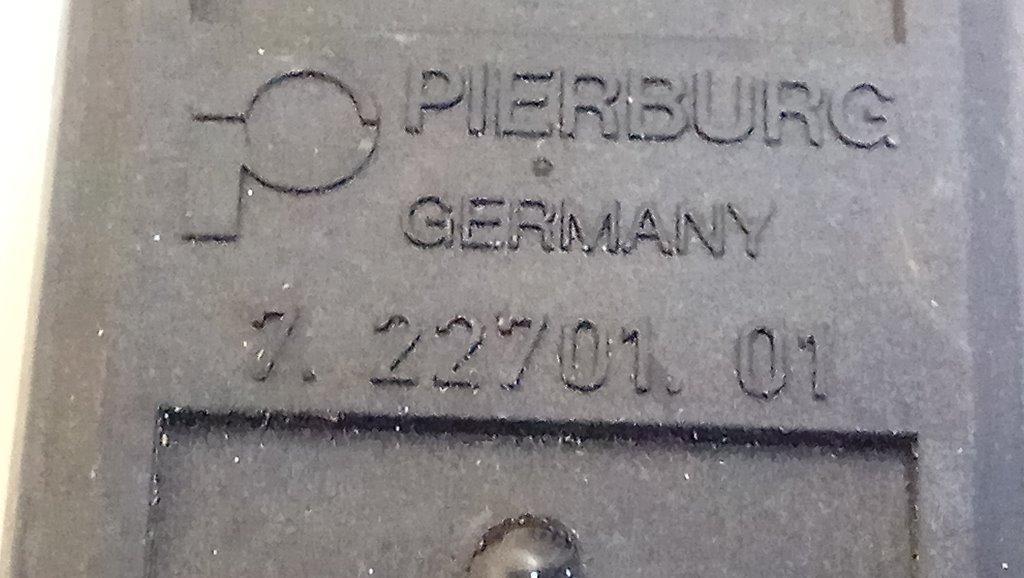 PIERBURG
GERMANY
7. 22701. 01